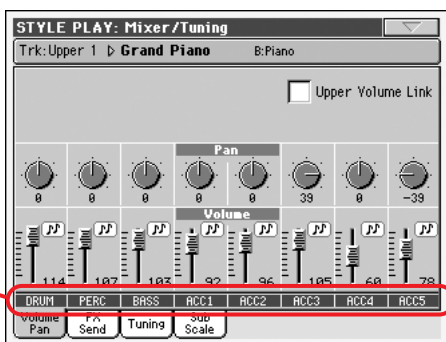 STYLE PLAY: Mixer/Tuning
Trk: Upper 1 ▷ Grand Piano B:Piano
Upper Volume Link
Pan
0 0 0 0 0 39 0 -39
Volume
114 107 103 92 96 105 60 78
DRUM PERC BASS ACC1 ACC2 ACC3 ACC4 ACC5
Volume Pan
FX Send
Tuning
Sub Scale